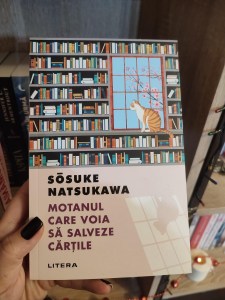 SŌSUKE
NATSUKAWA
MOTANUL
CARE VOIA
SĂ SALVEZE
CĂRȚILE
LITERA